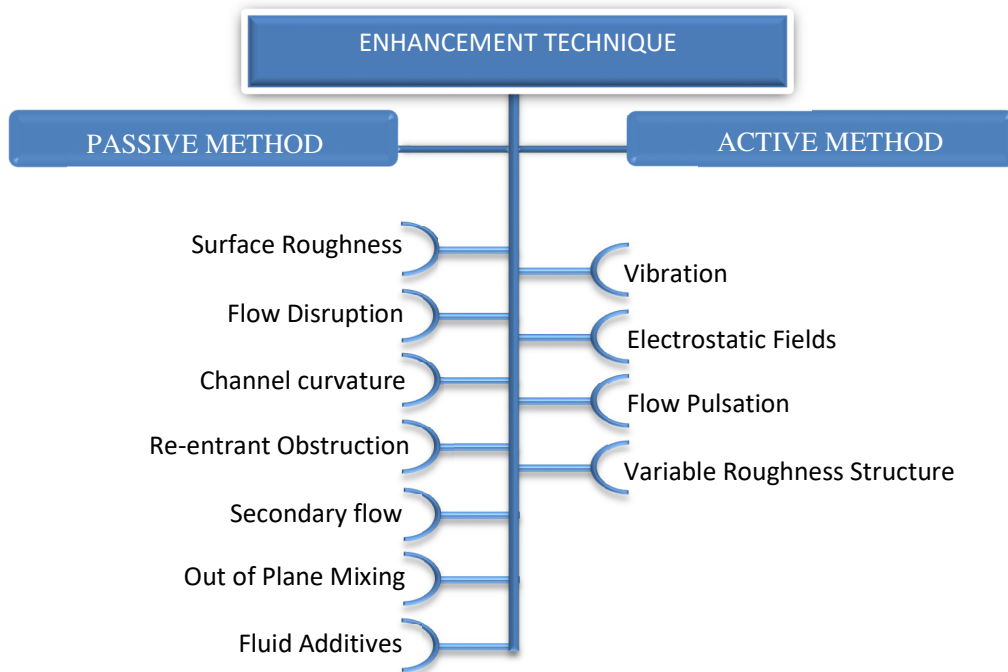 ENHANCEMENT TECHNIQUE
PASSIVE METHOD
ACTIVE METHOD
Surface Roughness
Flow Disruption
Channel curvature
Re-entrant Obstruction
Secondary flow
Out of Plane Mixing
Fluid Additives
Vibration
Electrostatic Fields
Flow Pulsation
Variable Roughness Structure